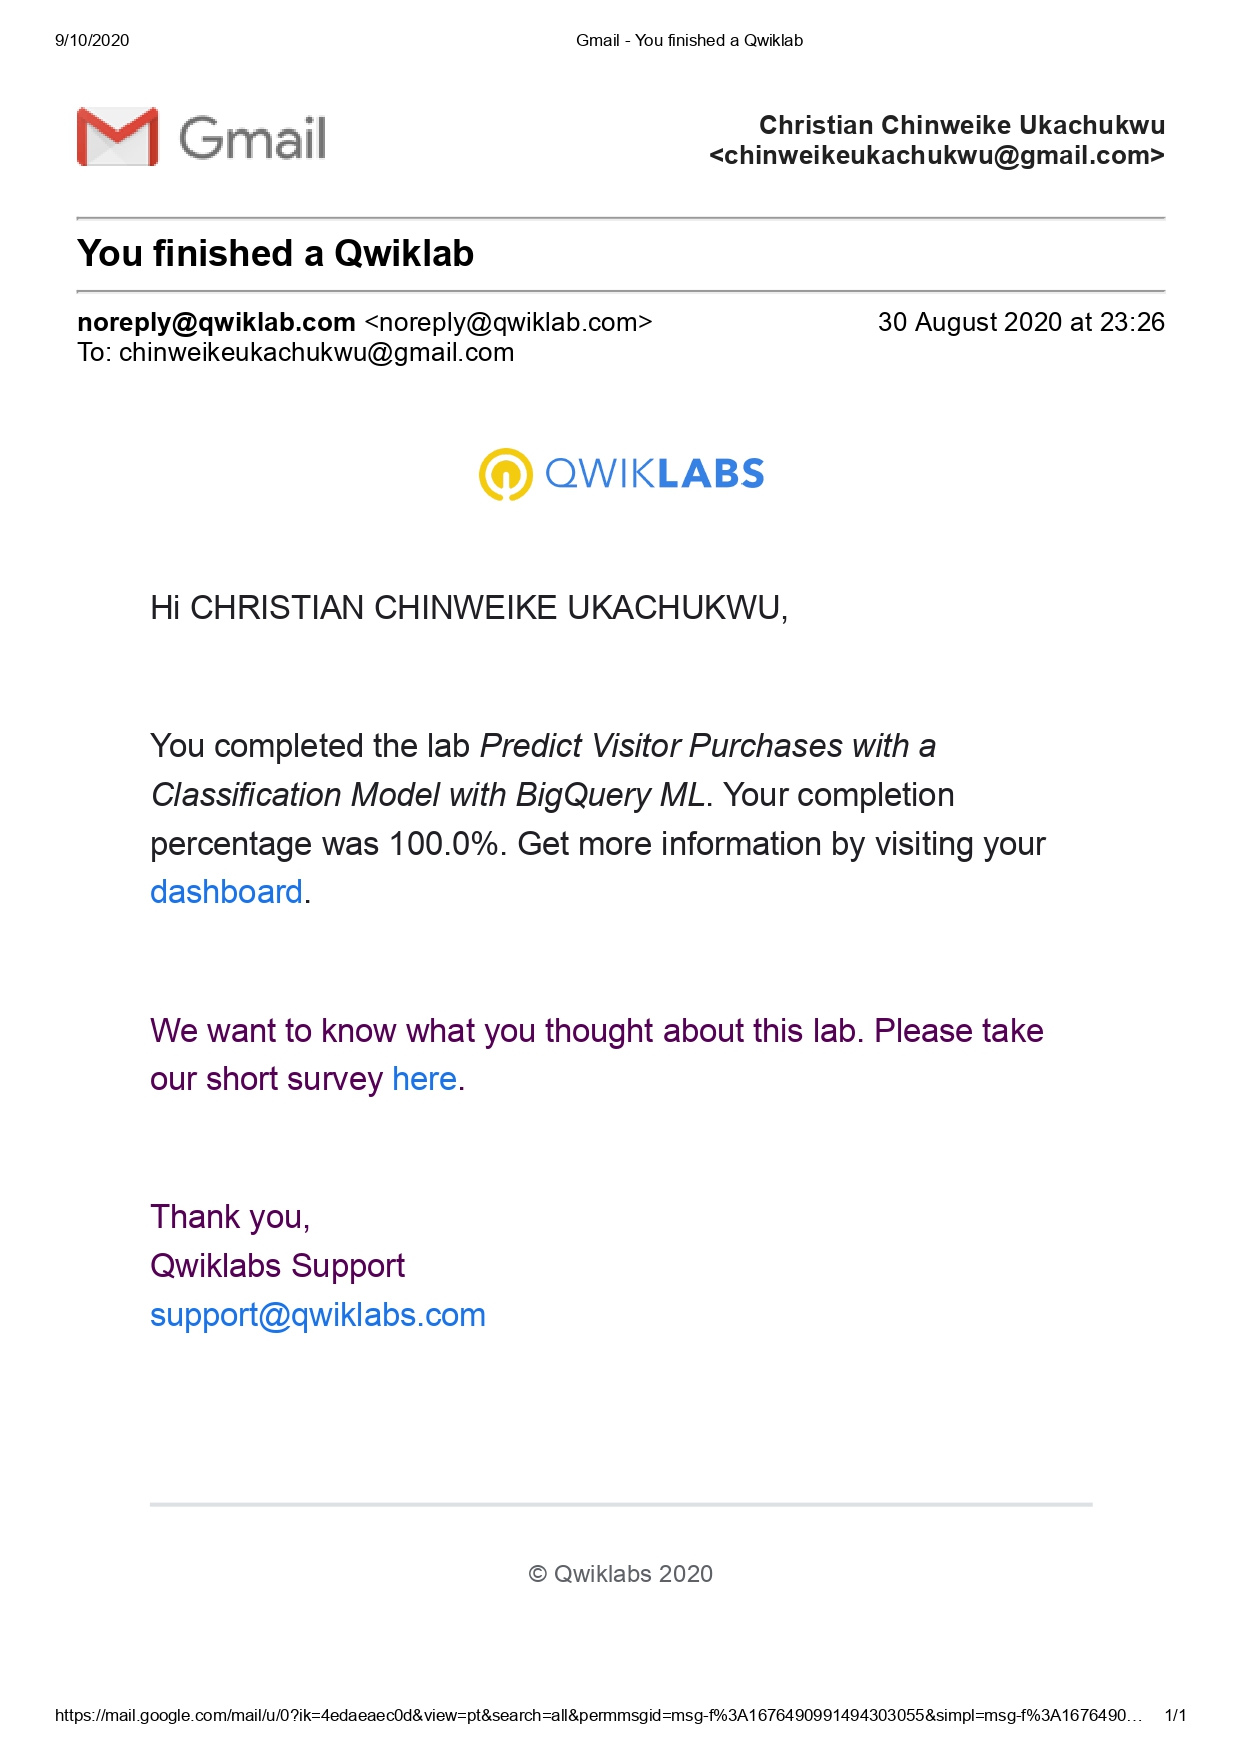 9/10/2020 Gmail - You finished a Qwiklab
Gmail
Christian Chinweike Ukachukwu
<chinweikeukachukwu@gmail.com>
You finished a Qwiklab
noreply@qwiklab.com <noreply@qwiklab.com> 30 August 2020 at 23:26
To: chinweikeukachukwu@gmail.com
QWIKLABS
Hi CHRISTIAN CHINWEIKE UKACHUKWU,
You completed the lab Predict Visitor Purchases with a
Classification Model with BigQuery ML. Your completion
percentage was 100.0%. Get more information by visiting your
dashboard.
We want to know what you thought about this lab. Please take
our short survey here.
Thank you,
Qwiklabs Support
support@qwiklabs.com
© Qwiklabs 2020
https://mail.google.com/mail/u/0?ik=4edaeaec0d&view=pt&search=all&permmsgid=msg-f%3A1676490991494303055&simpl=msg-f%3A1676490… 1/1